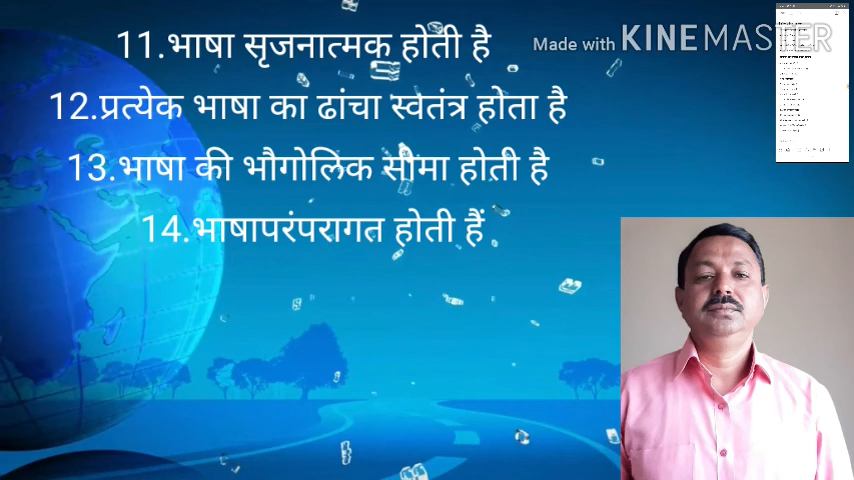 11.भाषा सृजनात्मक होती है
Made with KINEMASTER
12.प्रत्येक भाषा का ढांचा स्वतंत्र होता है
13.भाषा की भौगोलिक सीमा होती है
14.भाषापरंपरागत होती हैं